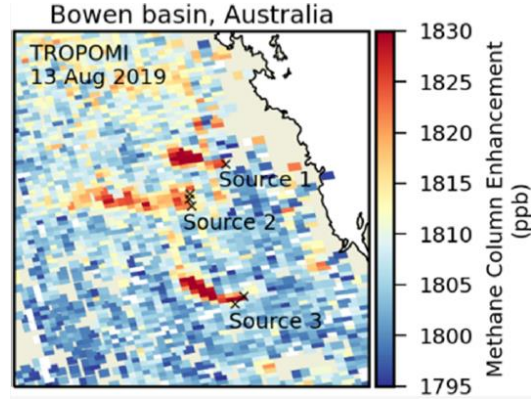 Bowen basin, Australia
TROPOMI
13 Aug 2019
Source 1
Source 2
Source 3
1830
1825
1820
1815
1810
1805
1800
1795
Methane Column Enhancement
(ppb)